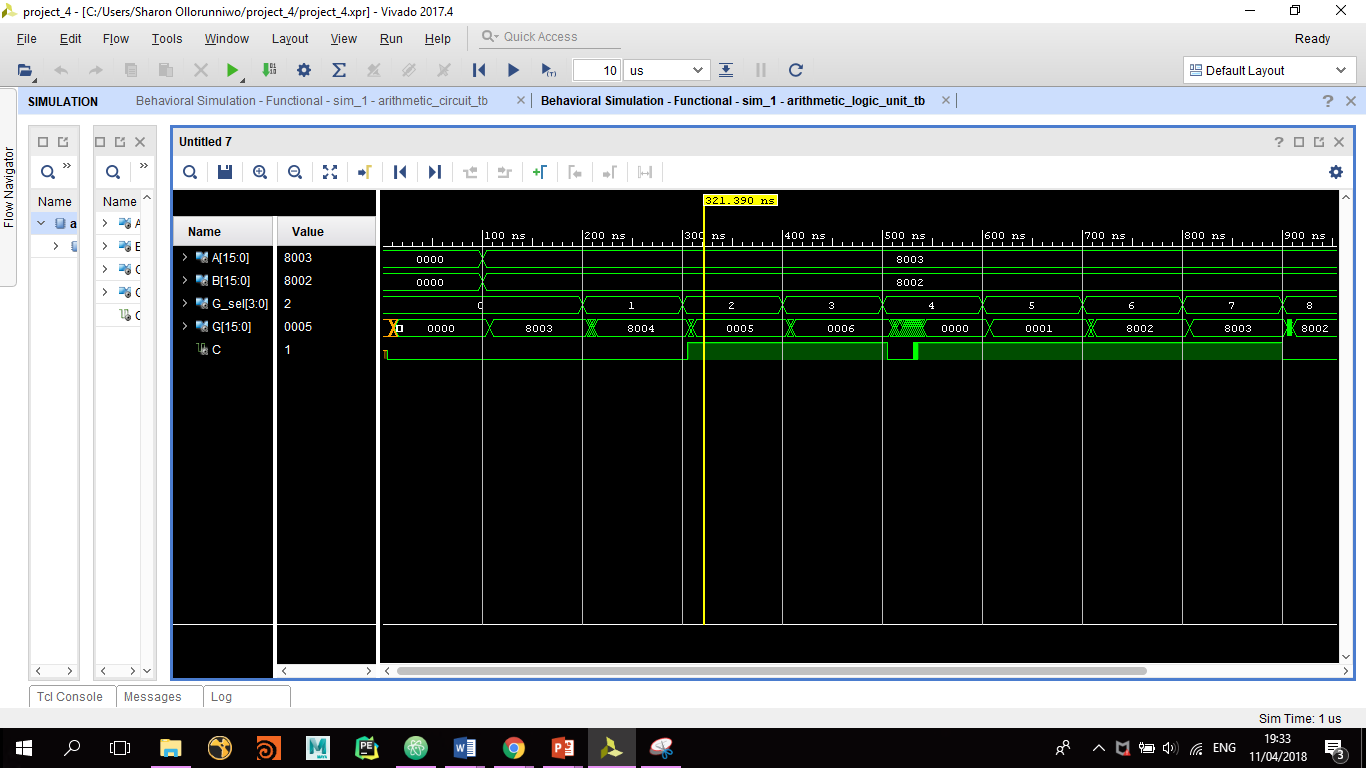 project_4 - [C:/Users/Sharon Ollorunniwo/project_4/project_4.xpr] - Vivado 2017.4
File Edit Flow Tools Window Layout View Run Help Quick Access Ready
10 us Default Layout
SIMULATION Behavioral Simulation - Functional - sim_1 - arithmetic_circuit_tb Behavioral Simulation - Functional - sim_1 - arithmetic_logic_unit_tb
Flow Navigator
Untitled 7
Name Name
321.390 ns
Name Value 100 ns 200 ns 300 ns 400 ns 500 ns 600 ns 700 ns 800 ns 900 ns
A[15:0] 8003 0000 8003
B[15:0] 8002 0000 8002
G_sel[3:0] 2 0 1 2 3 4 5 6 7 8
G[15:0] 0005 0000 8003 8004 0005 0006 0000 0001 8002 8003 8002
C 1
Tcl Console Messages Log
Sim Time: 1 us
ENG 19:33
11/04/2018 3